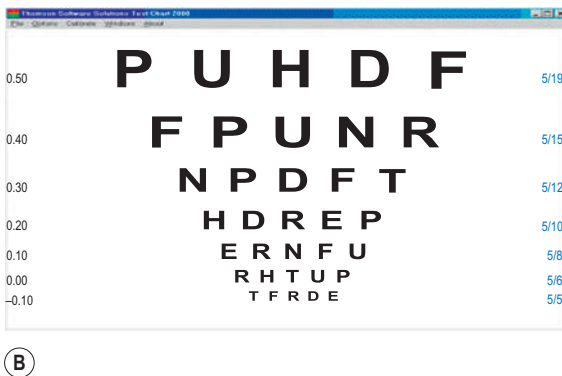 Thomson Software Solutions Test Chart 2000
File Options Calibrate Windows About
0.50 P U H D F 5/19
0.40 F P U N R 5/15
0.30 N P D F T 5/12
0.20 H D R E P 5/10
0.10 E R N F U 5/8
0.00 R H T U P 5/6
–0.10 T F R D E 5/5
B